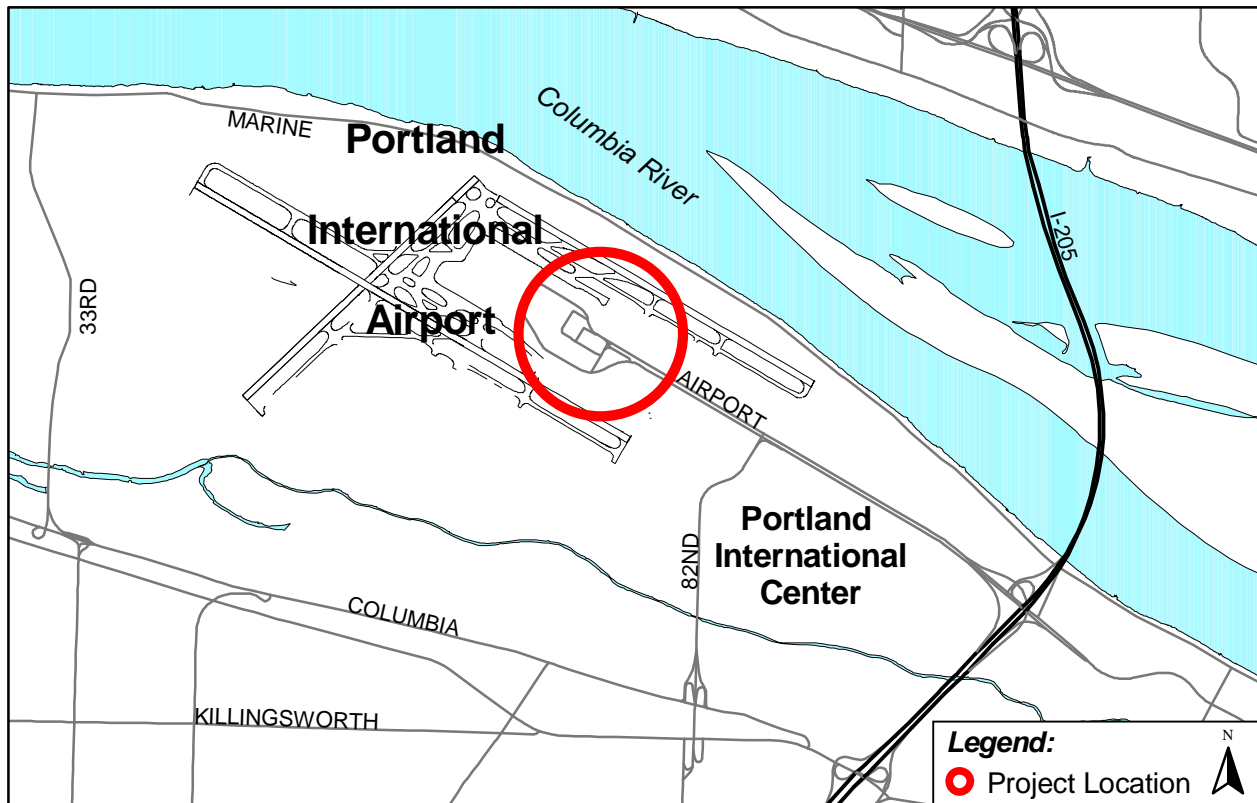 MARINE
Portland
International
Airport
Columbia River
I-205
33RD
AIRPORT
82ND
Portland
International
Center
COLUMBIA
KILLINGSWORTH
Legend:
Project Location
N